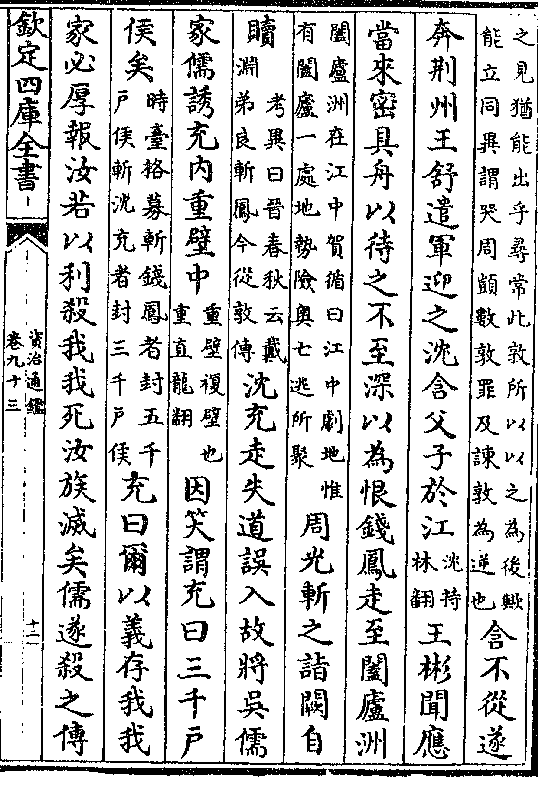 之見猶能出乎尋常此敦所以以之為後歟
能立同異謂哭周顗數敦罪及諫敦為逆也
含不從遂
奔荆州王舒遣軍迎之沈含父子於江
沈持
林翻
王彬聞應
當來密具舟以待之不至深以為恨錢鳳走至闔廬洲
闔廬洲在江中賀循曰江中劇地惟
有闔廬一處地勢險奥七逃所聚
周光斬之詣闕自
贖
考異曰晉春秋云戴
淵弟良斬鳳今從敦傳
沈充走失道誤入故將吳儒
家儒誘充内重壁中
重壁複壁也
重直龍翻
因笑謂充曰三千戶
侯矣
時臺格募斬錢鳳者封五千
戶侯斬沈充者封三千戶侯
充曰爾以義存我我
家必厚報汝若以利殺我我死汝族滅矣儒遂殺之傳
欽定四庫全書
資治通鑑
卷九十三
十二